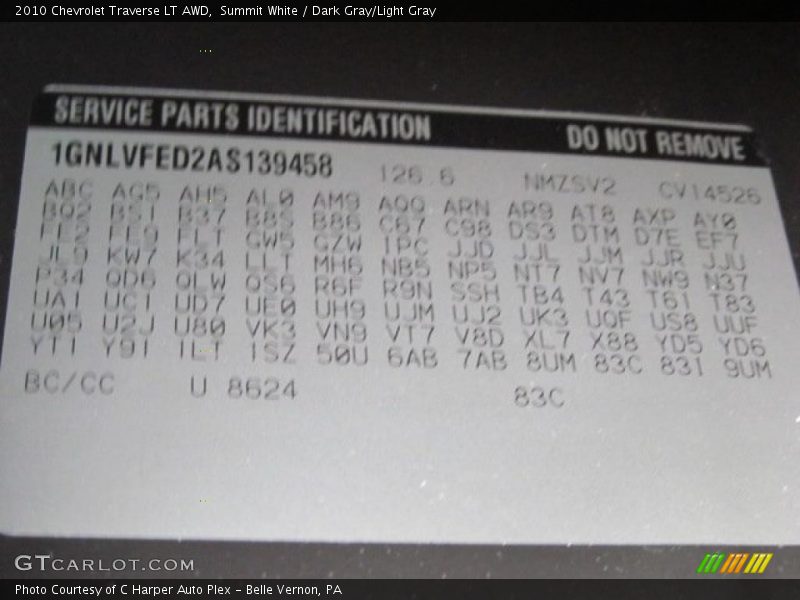 2010 Chevrolet Traverse LT AWD,  Summit White / Dark Gray/Light Gray
SERVICE PARTS IDENTIFICATION DO NOT REMOVE
1GNLVFED2AS139458 126.6 NMZSV2 CV14526
ABC AG5 AH5 AL0 AM9 AQ9 ARN AR9 AT8 AXP AY0
BS1 B37 B8S B86 C67 C98 DS3 DTM D7E EF7
FE2 FE9 FLT GW5 GZW IPC JJD JJL JJM JJR JJU
JL9 KW7 K34 LLT MH6 NB5 NP5 NT7 NV7 NW9 N37
P34 QD6 QLW QS6 R6F R9N SSH TB4 T43 T61 T83
UA1 UC1 UD7 UE0 UH9 UJM UJ2 UK3 UQF US8 UUF
U05 U2J U80 VK3 VN9 VT7 V8D XL7 X88 YD5 YD6
YT1 Y91 1LT 1SZ 50U 6AB 7AB 8UM 83C 831 9UM
BC/CC U 8624 83C
GTCARLOT.COM
Photo Courtesy of C Harper Auto Plex - Belle Vernon, PA